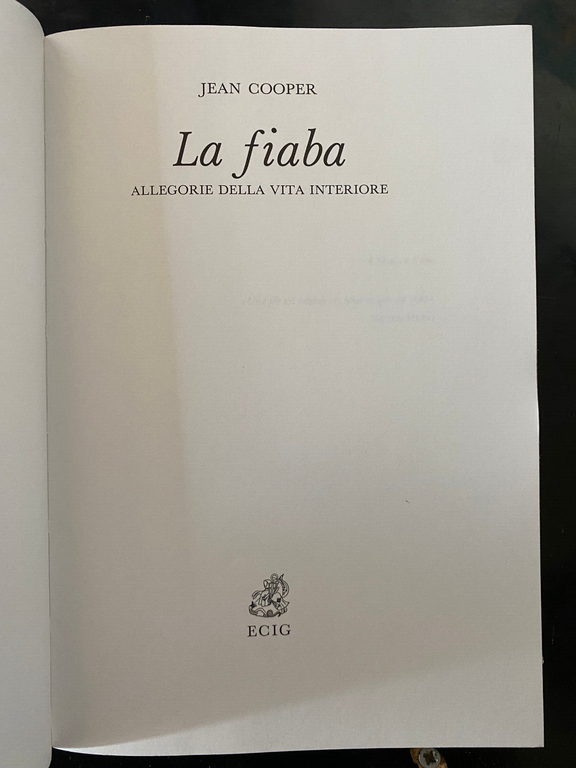 JEAN COOPER
La fiaba
ALLEGORIE DELLA VITA INTERIORE
ECIG